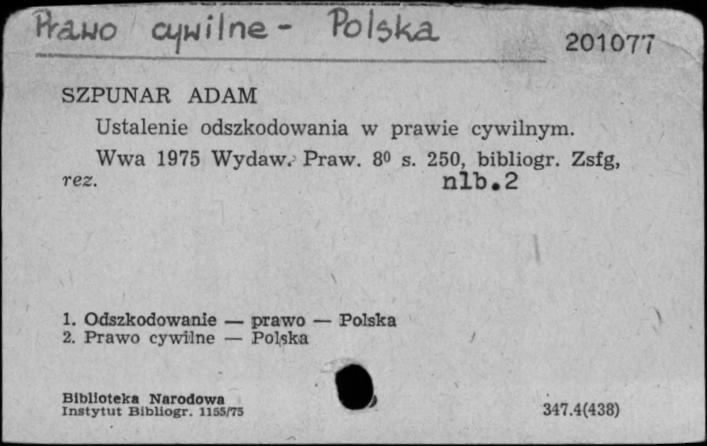 Prawo cywilne - Polska
201077
SZPUNAR ADAM
Ustalenie odszkodowania w prawie cywilnym.
Wwa 1975 Wydaw. Praw. 8⁰ s. 250, bibliogr. Zsfg,
rez. nlb.2
1. Odszkodowanie — prawo — Polska
2. Prawo cywilne — Polska
Biblioteka Narodowa
Instytut Bibliogr. 1155/75
347.4(438)